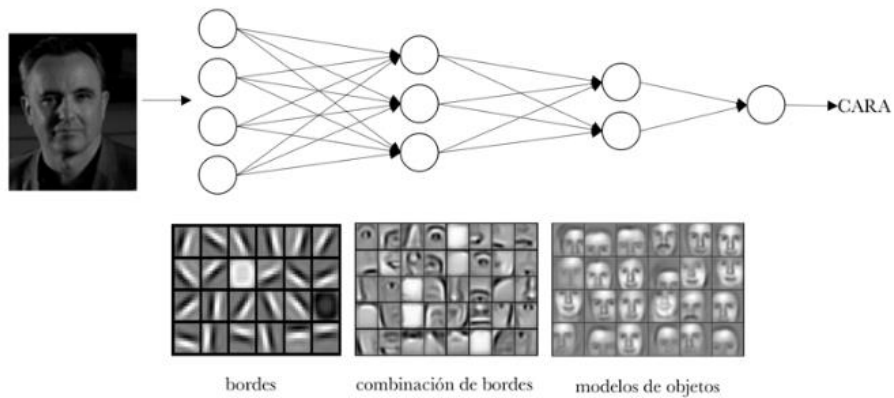 CARA
bordes
combinación de bordes
modelos de objetos